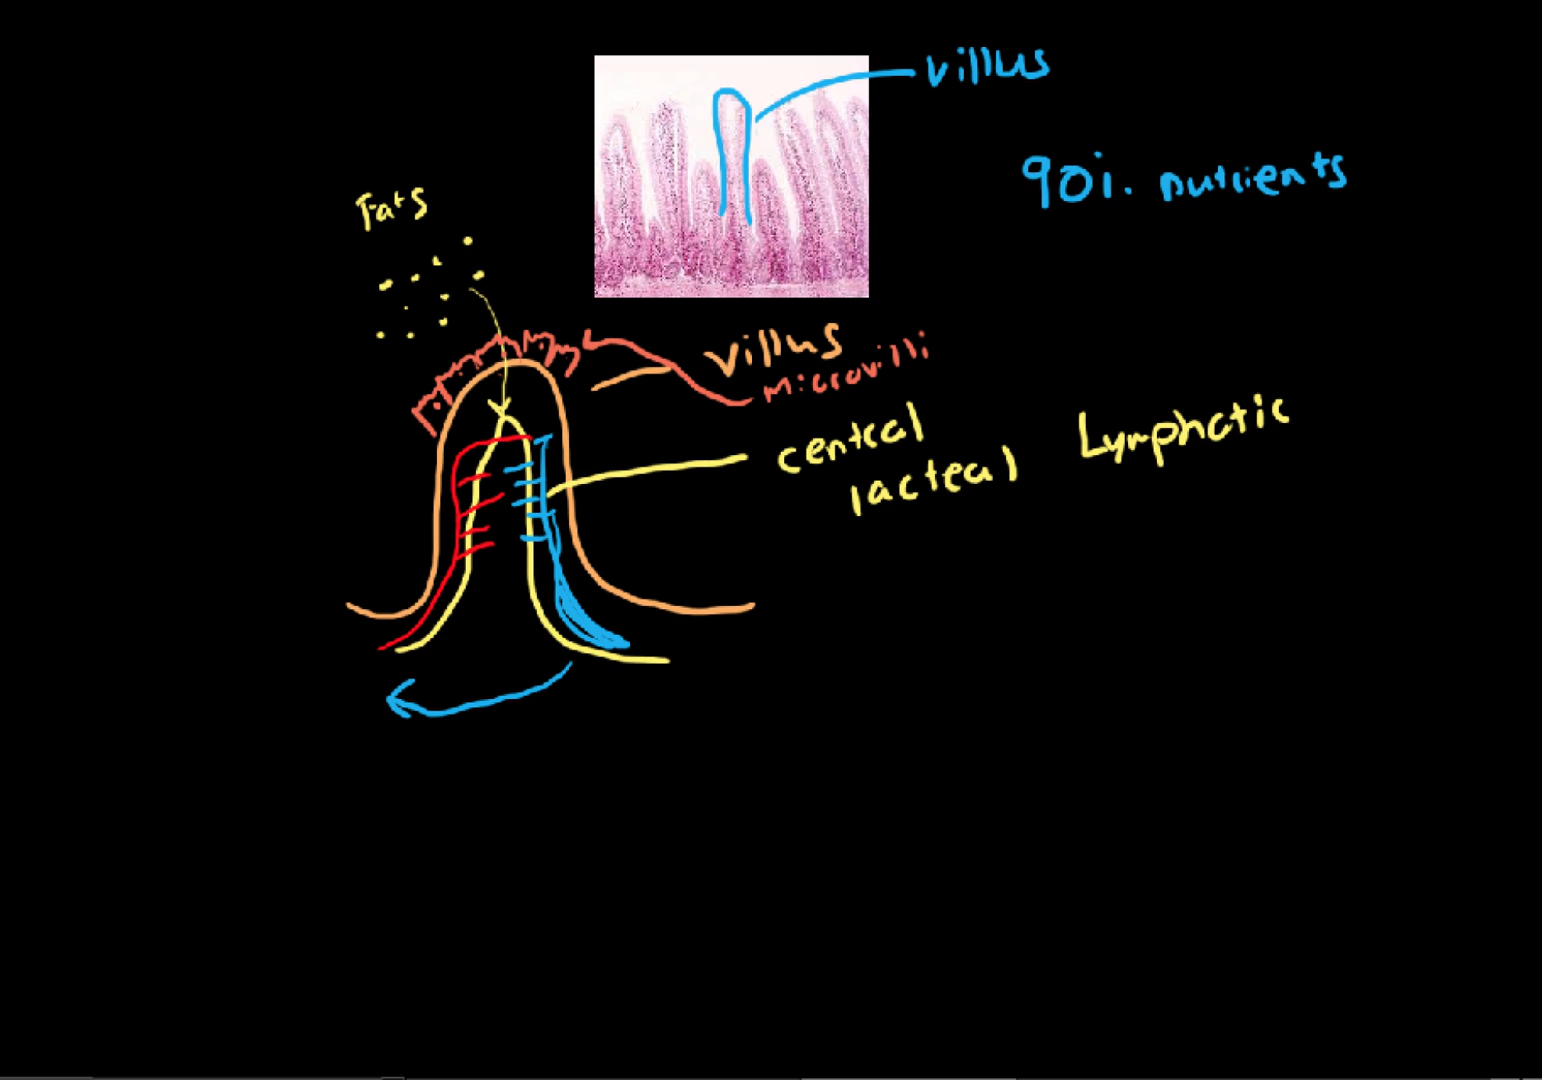 villus
90%. nutrients
Fats
villus
microvilli
central
lacteal
Lymphatic